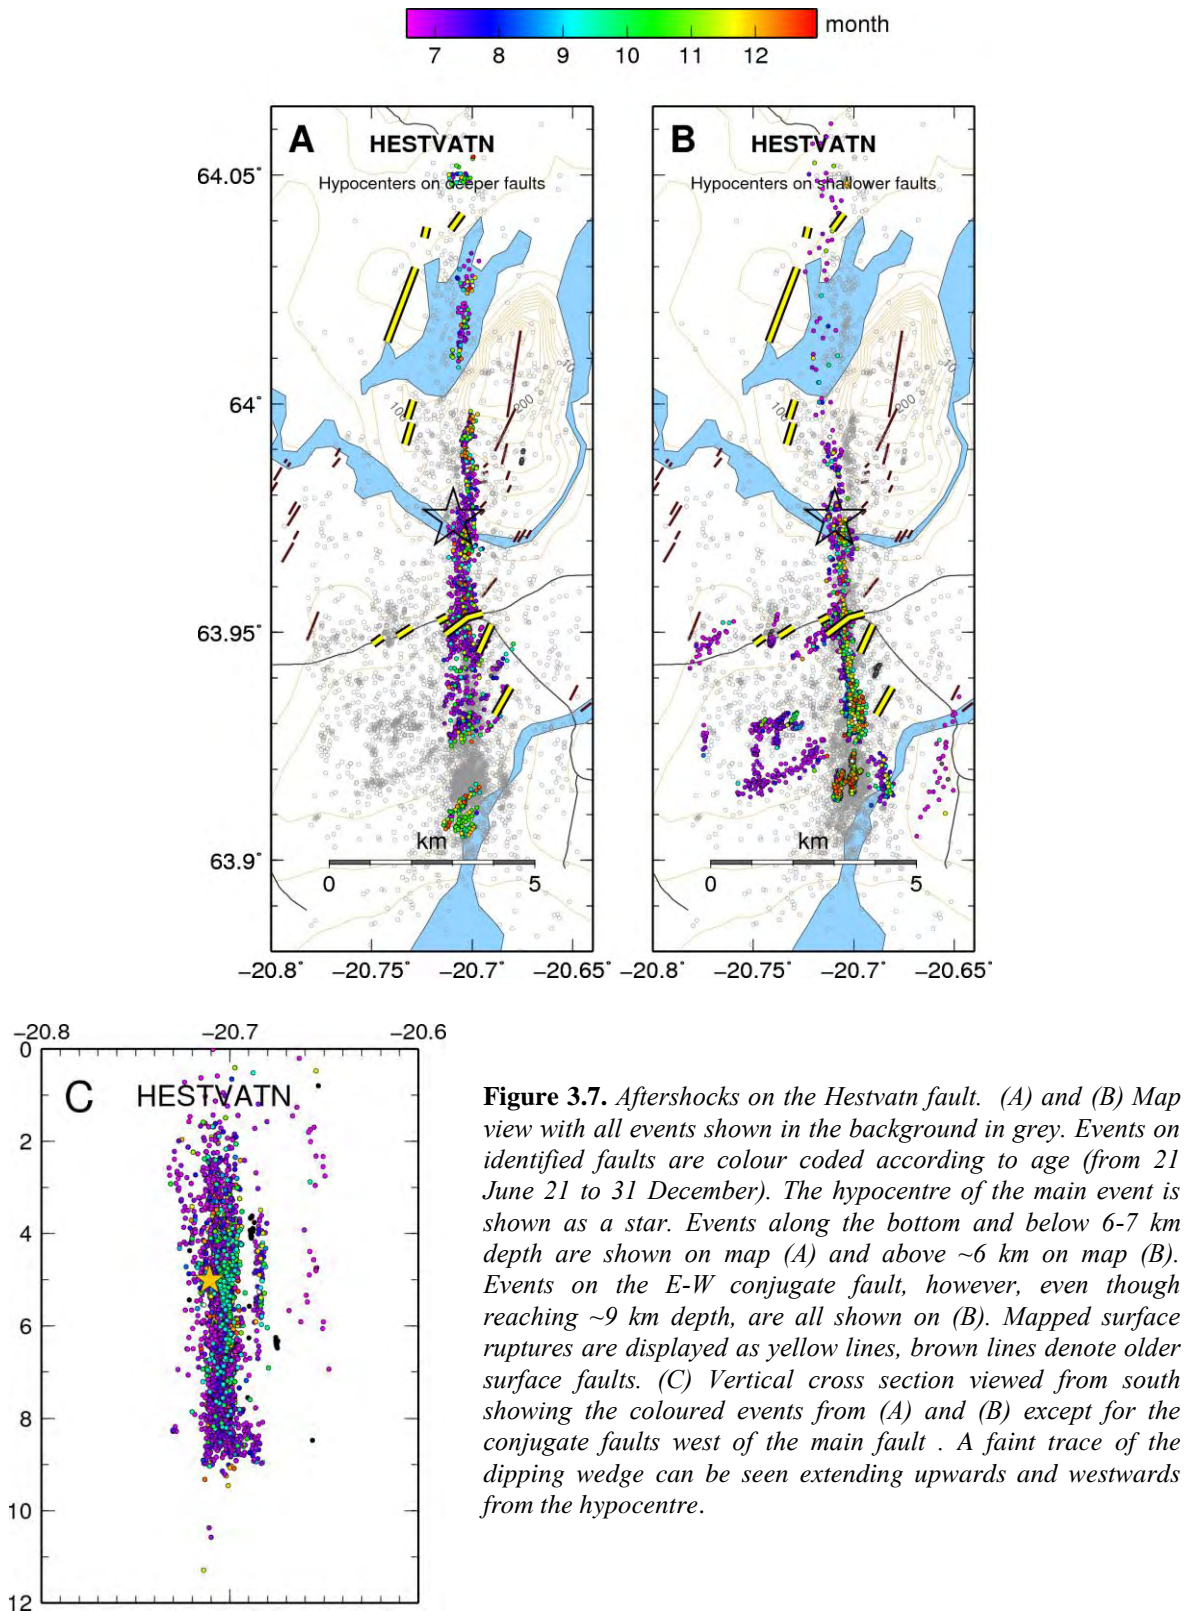 month
7 8 9 10 11 12
A
HESTVATN
Hypocenters on deeper faults
B
HESTVATN
Hypocenters on shallower faults
64.05°
64°
63.95°
63.9°
100
200
10
100
200
10
km
0 5
km
0 5
−20.8° −20.75° −20.7° −20.65° −20.8° −20.75° −20.7° −20.65°
−20.8 −20.7 −20.6
C
HESTVATN
0
2
4
6
8
10
12
Figure 3.7. Aftershocks on the Hestvatn fault. (A) and (B) Map
view with all events shown in the background in grey. Events on
identified faults are colour coded according to age (from 21
June 21 to 31 December). The hypocentre of the main event is
shown as a star. Events along the bottom and below 6-7 km
depth are shown on map (A) and above ~6 km on map (B).
Events on the E-W conjugate fault, however, even though
reaching ~9 km depth, are all shown on (B). Mapped surface
ruptures are displayed as yellow lines, brown lines denote older
surface faults. (C) Vertical cross section viewed from south
showing the coloured events from (A) and (B) except for the
conjugate faults west of the main fault . A faint trace of the
dipping wedge can be seen extending upwards and westwards
from the hypocentre.